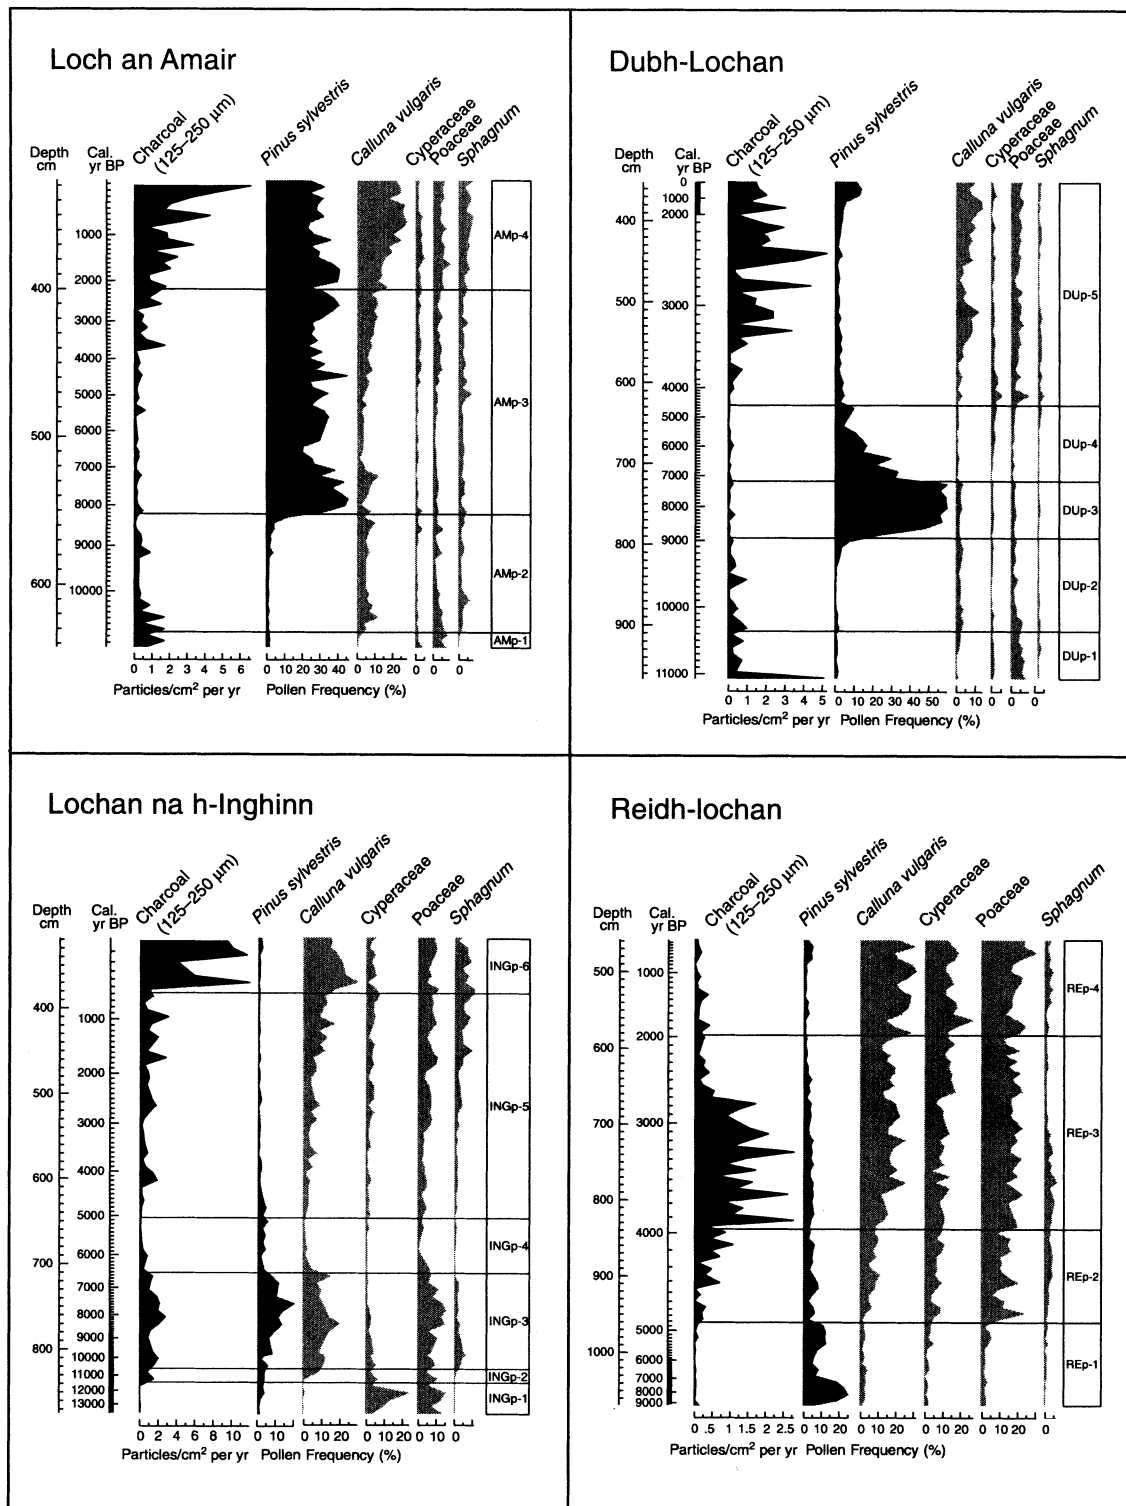 Loch an Amair
Depth cm
Cal. yr BP
Charcoal (125–250 μm)
Pinus sylvestris
Calluna vulgaris
Cyperaceae
Poaceae
Sphagnum
400
500
600
1000
2000
3000
4000
5000
6000
7000
8000
9000
10000
AMp-4
AMp-3
AMp-2
AMp-1
0 1 2 3 4 5 6
0 10 20 30 40
0 10 20
0
0
0
Particles/cm² per yr
Pollen Frequency (%)
Dubh-Lochan
Depth cm
Cal. yr BP
Charcoal (125–250 μm)
Pinus sylvestris
Calluna vulgaris
Cyperaceae
Poaceae
Sphagnum
400
500
600
700
800
900
0
1000
2000
3000
4000
5000
6000
7000
8000
9000
10000
11000
DUp-5
DUp-4
DUp-3
DUp-2
DUp-1
0 1 2 3 4 5
0 10 20 30 40 50
0 10
0
0
0
Particles/cm² per yr
Pollen Frequency (%)
Lochan na h-Inghinn
Depth cm
Cal. yr BP
Charcoal (125–250 μm)
Pinus sylvestris
Calluna vulgaris
Cyperaceae
Poaceae
Sphagnum
400
500
600
700
800
1000
2000
3000
4000
5000
6000
7000
8000
9000
10000
11000
12000
13000
INGp-6
INGp-5
INGp-4
INGp-3
INGp-2
INGp-1
0 2 4 6 8 10
0 10
0 10 20
0 10 20
0 10
0
Particles/cm² per yr
Pollen Frequency (%)
Reidh-lochan
Depth cm
Cal. yr BP
Charcoal (125–250 μm)
Pinus sylvestris
Calluna vulgaris
Cyperaceae
Poaceae
Sphagnum
500
600
700
800
900
1000
1000
2000
3000
4000
5000
6000
7000
8000
9000
REp-4
REp-3
REp-2
REp-1
0 .5 1 1.5 2 2.5
0 10 20
0 10 20
0 10 20
0 10 20
0
Particles/cm² per yr
Pollen Frequency (%)